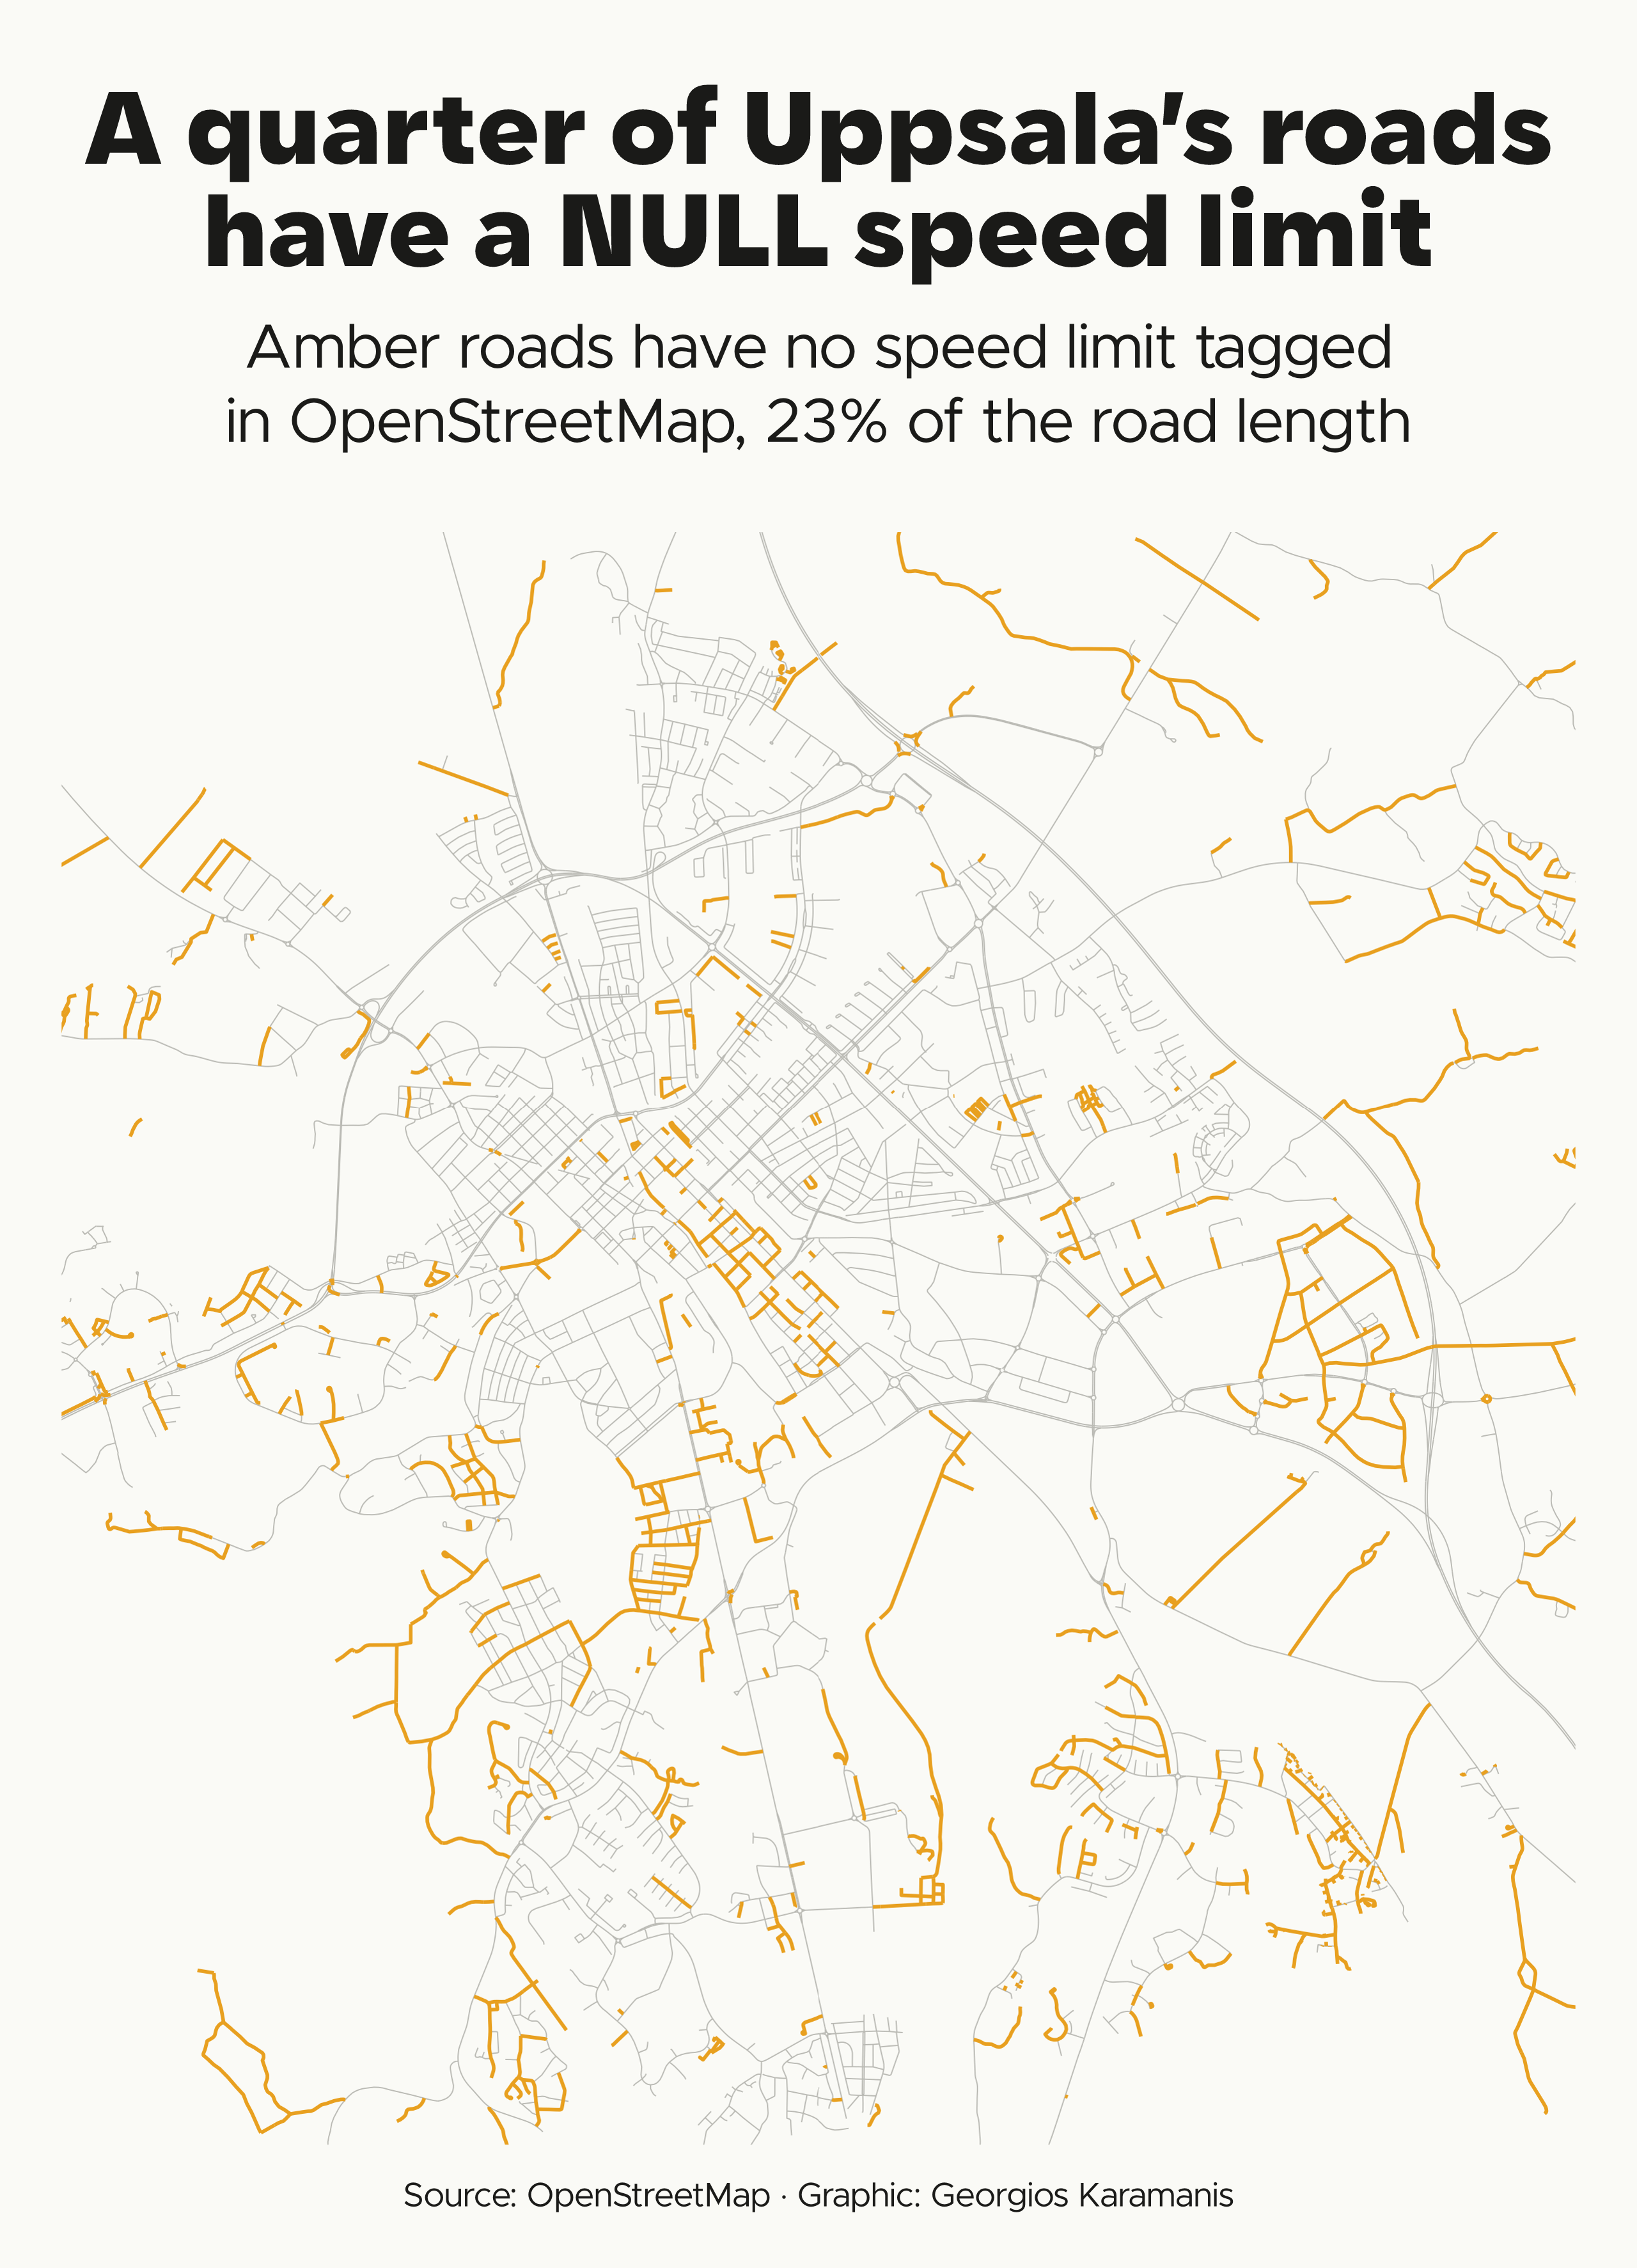 A quarter of Uppsala’s roads
have a NULL speed limit
Amber roads have no speed limit tagged
in OpenStreetMap, 23% of the road length
Source: OpenStreetMap · Graphic: Georgios Karamanis